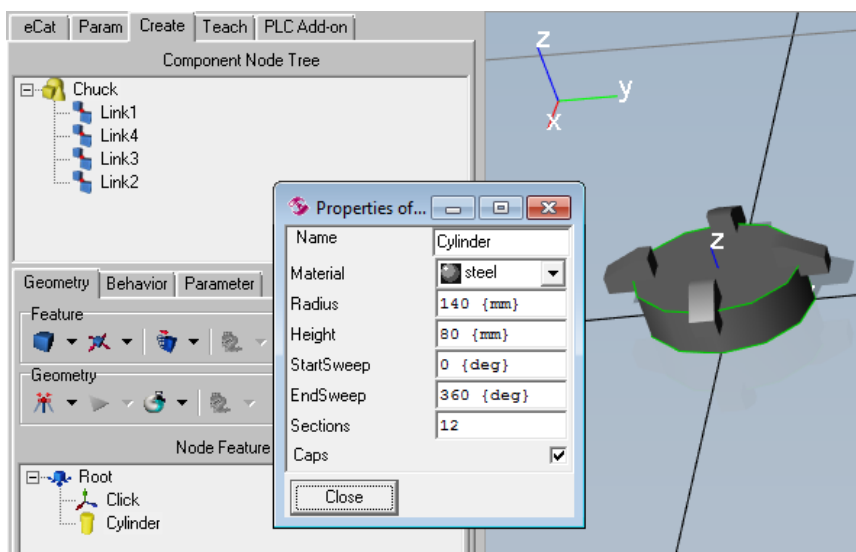 eCat Param Create Teach PLC Add-on
Component Node Tree
Chuck
Link1
Link4
Link3
Link2
Geometry Behavior Parameter
Feature
Geometry
Node Feature
Root
Click
Cylinder
Properties of...
Name Cylinder
Material steel
Radius 140 {mm}
Height 80 {mm}
StartSweep 0 {deg}
EndSweep 360 {deg}
Sections 12
Caps
Close
z
y
x
z